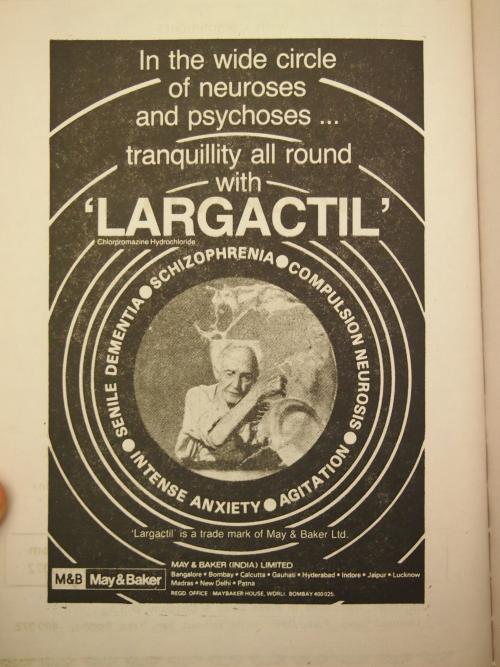 In the wide circle
of neuroses
and psychoses ...
tranquillity all round
with
‘LARGACTIL’
Chlorpromazine Hydrochloride
SENILE DEMENTIA ● SCHIZOPHRENIA ● COMPULSION NEUROSIS ● AGITATION ● INTENSE ANXIETY ●
‘Largactil’ is a trade mark of May & Baker Ltd.
M&B May&Baker
MAY & BAKER (INDIA) LIMITED
Bangalore • Bombay • Calcutta • Gauhati • Hyderabad • Indore • Jaipur • Lucknow
Madras • New Delhi • Patna
REGD. OFFICE : MAYBAKER HOUSE, WORLI, BOMBAY 400 025.